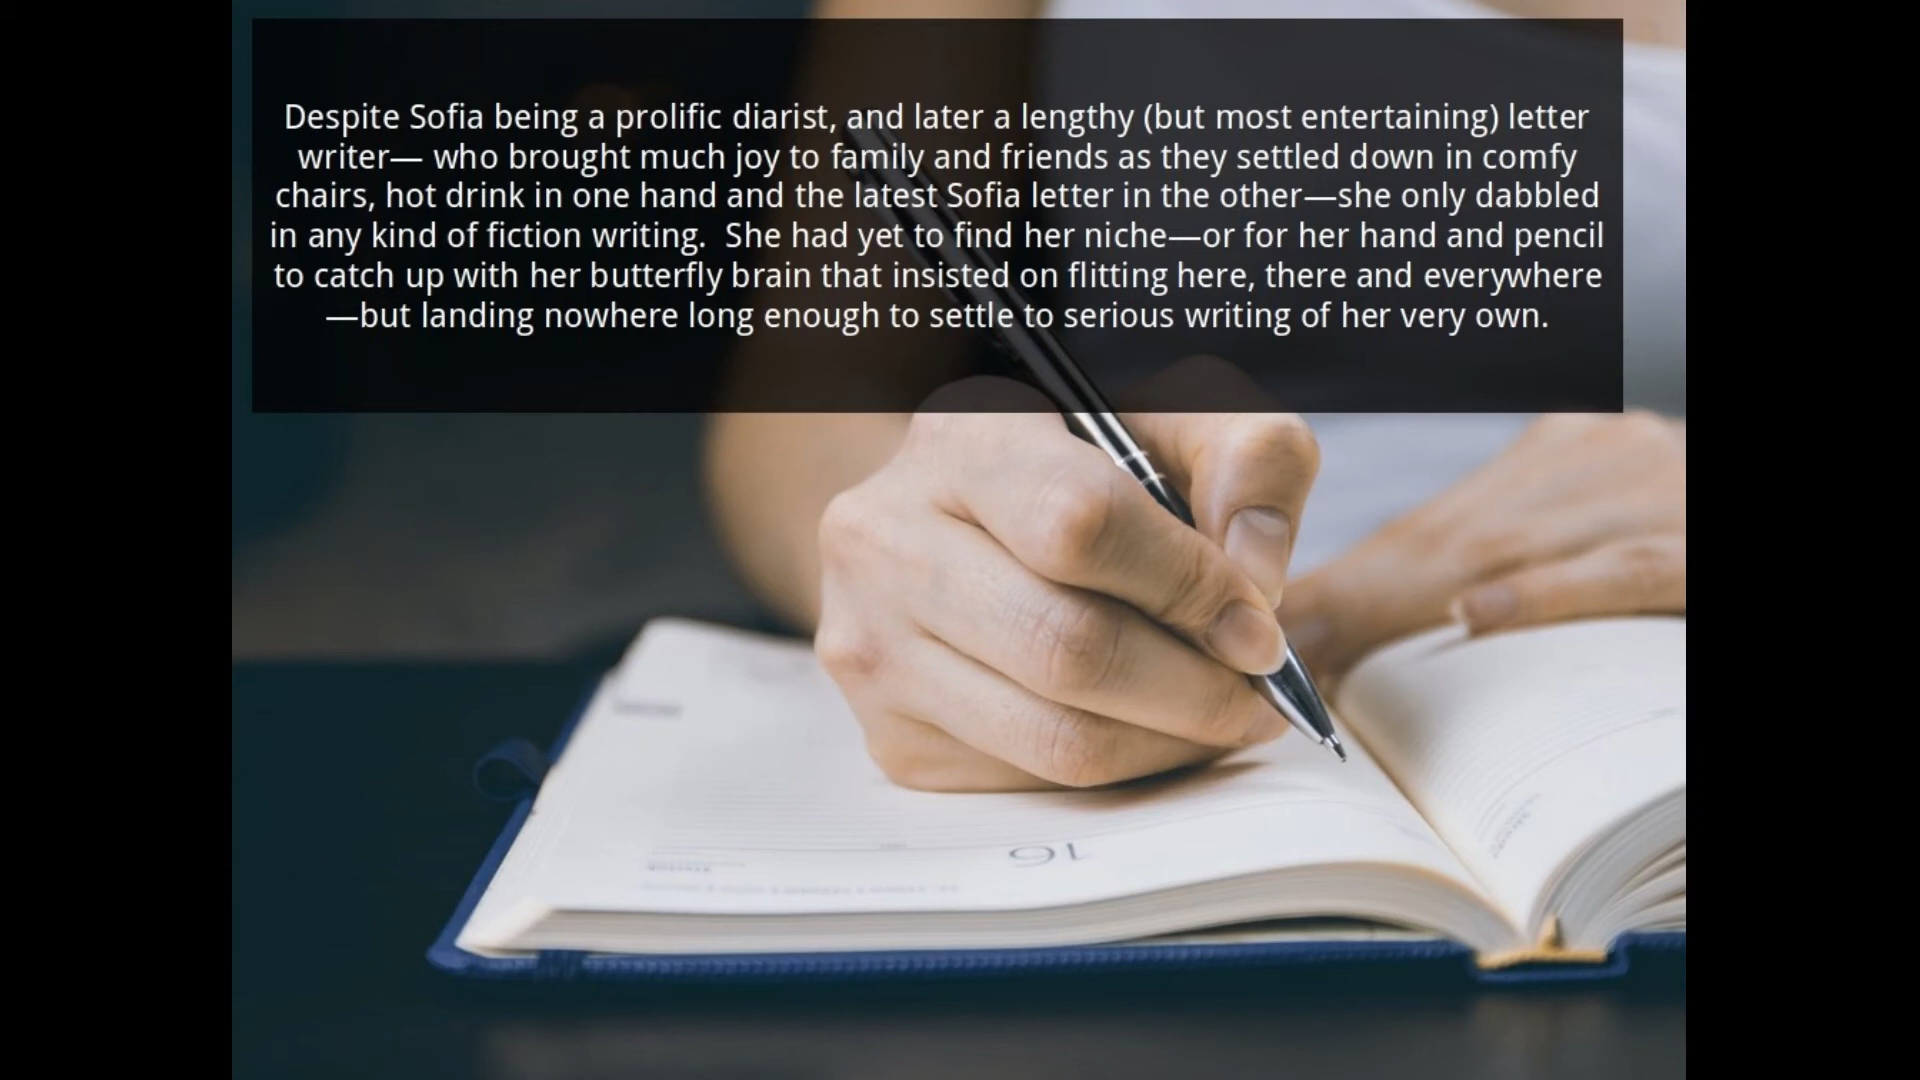 Despite Sofia being a prolific diarist, and later a lengthy (but most entertaining) letter
writer— who brought much joy to family and friends as they settled down in comfy
chairs, hot drink in one hand and the latest Sofia letter in the other—she only dabbled
in any kind of fiction writing.  She had yet to find her niche—or for her hand and pencil
to catch up with her butterfly brain that insisted on flitting here, there and everywhere
—but landing nowhere long enough to settle to serious writing of her very own.
16